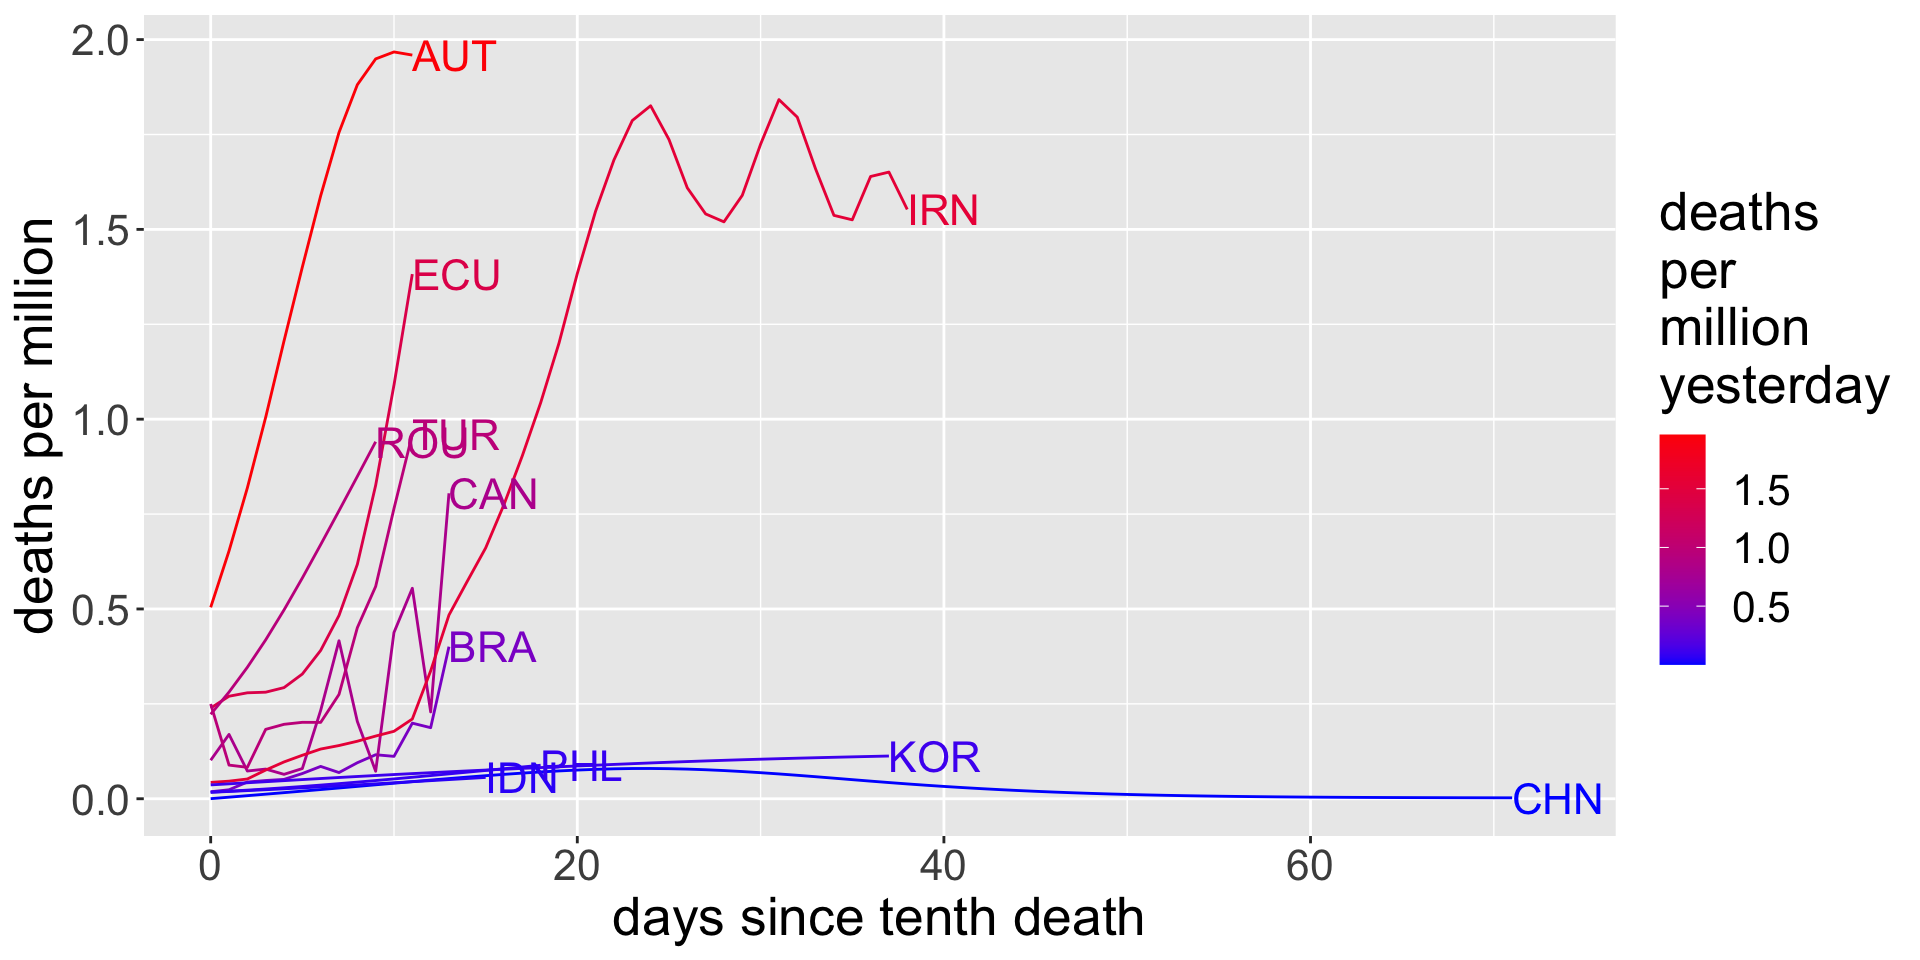 2.0
1.5
1.0
0.5
0.0
deaths per million
AUT
IRN
ECU
TUR
ROU
CAN
BRA
PHL
IDN
KOR
CHN
0
20
40
60
days since tenth death
deaths
per
million
yesterday
1.5
1.0
0.5